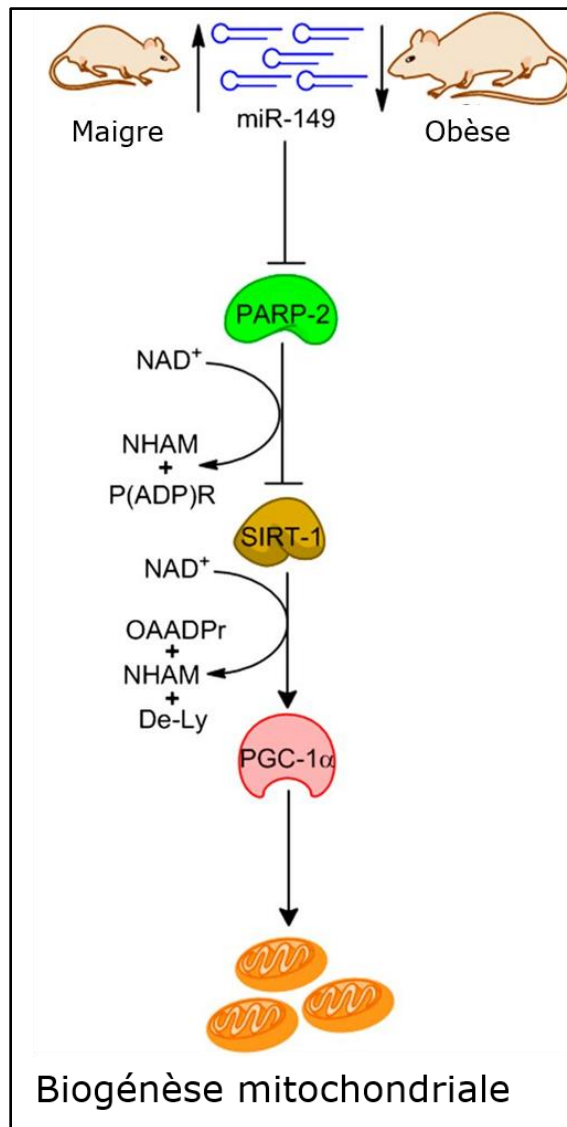 Maigre
miR-149
Obèse
PARP-2
NAD⁺
NHAM
+
P(ADP)R
SIRT-1
NAD⁺
OAADPr
+
NHAM
+
De-Ly
PGC-1α
Biogénèse mitochondriale